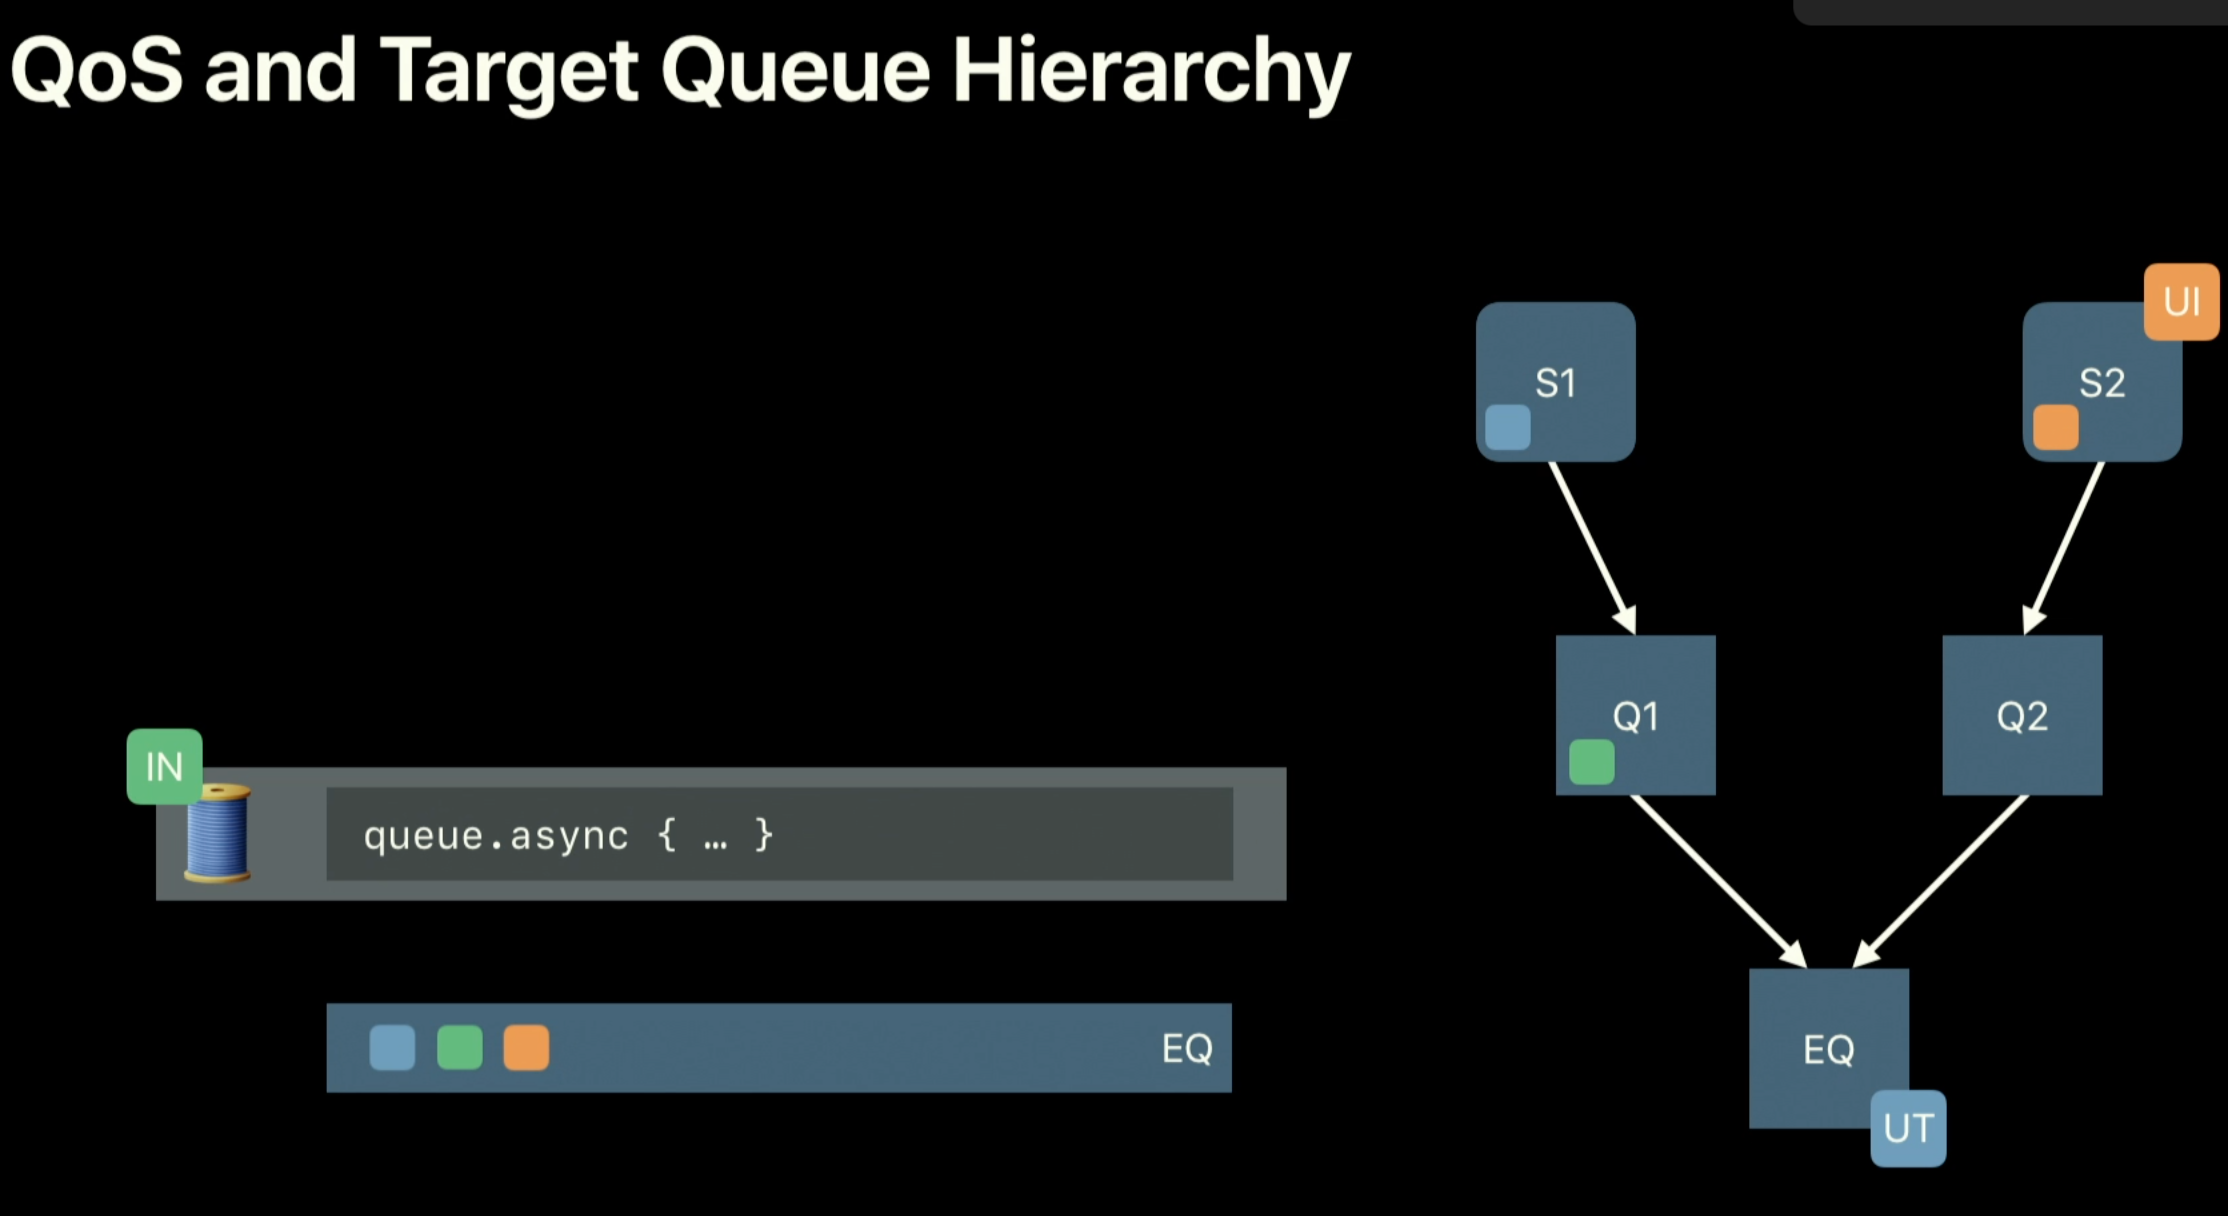 QoS and Target Queue Hierarchy
UI
S1
S2
Q1
Q2
IN
queue.async { … }
EQ
EQ
UT